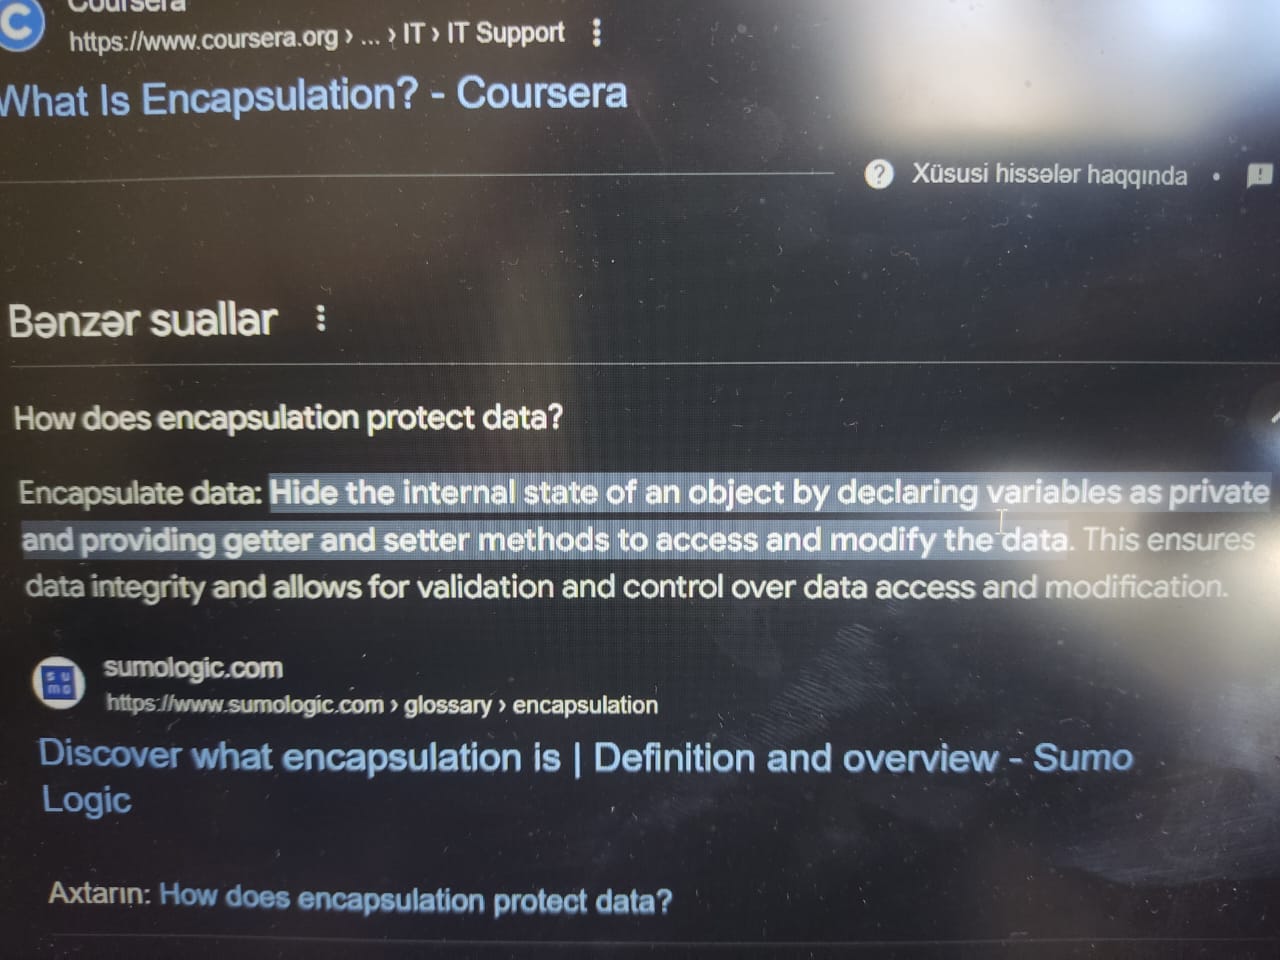 Coursera
https://www.coursera.org › ... › IT › IT Support
What Is Encapsulation? - Coursera
Xüsusi hissələr haqqında •
Bənzər suallar
How does encapsulation protect data?
Encapsulate data: Hide the internal state of an object by declaring variables as private
and providing getter and setter methods to access and modify the data. This ensures
data integrity and allows for validation and control over data access and modification.
sumologic.com
https://www.sumologic.com › glossary › encapsulation
Discover what encapsulation is | Definition and overview - Sumo
Logic
Axtarın: How does encapsulation protect data?